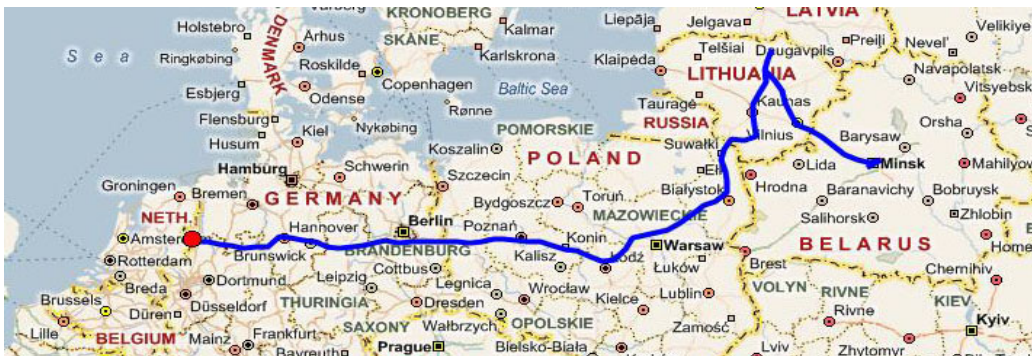 Holstebro
Ringkøbing
Esbjerg
Århus
Roskilde
Odense
DENMARK
KRONOBERG
SKÅNE
Kalmar
Karlskrona
Copenhagen
Rønne
Nykøbing
S e a
Baltic Sea
Liepāja
Jelgava
LATVIA
Klaipėda
Telšiai
Daugavpils
Preiļi
Nevel'
Velikiye
LITHUANIA
Navapolatsk
Vitsyebsk
Tauragė
Kaunas
RUSSIA
Vilnius
Barysaw
Orsha
Flensburg
Husum
Kiel
Hamburg
Schwerin
POMORSKIE
Koszalin
Suwałki
Lida
Minsk
Mahilyow
Groningen
Bremen
GERMANY
Szczecin
POLAND
Bydgoszcz
Toruń
Białystok
Hrodna
Baranavichy
Bobruysk
NETH.
Amster
Hannover
Berlin
Poznań
MAZOWIECKIE
Salihorsk
Zhlobin
Rotterdam
Brunswick
BRANDENBURG
Konin
Warsaw
BELARUS
Home
Breda
Dortmund
Leipzig
Cottbus
Kalisz
Łódź
Łuków
Brest
Chernihiv
Brussels
Düren
Düsseldorf
THURINGIA
Dresden
Legnica
Wrocław
Kielce
Lublin
VOLYN
RIVNE
KIEV
Lille
BELGIUM
Mainz
Frankfurt
Bayreuth
SAXONY
Prague
Wałbrzych
OPOLSKIE
Bielsko-Biała
Zamość
Rivne
Lviv
Zhytomyr
Kyiv